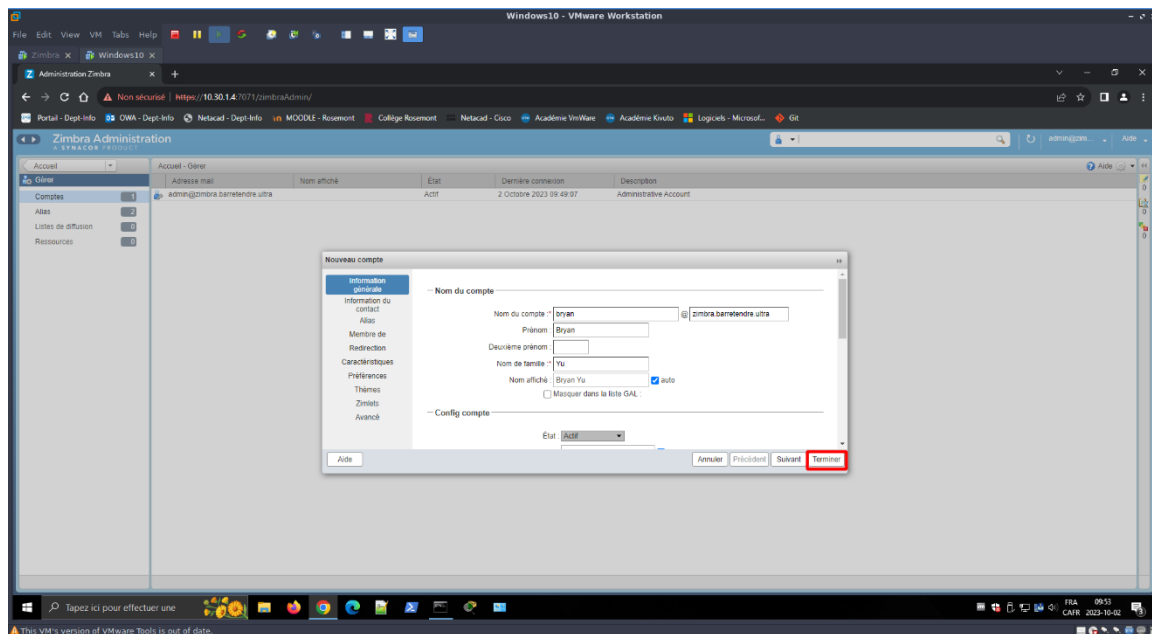 Windows10 - VMware Workstation
File Edit View VM Tabs Help
Zimbra × Windows10 ×
Administration Zimbra × +
Non sécurisé | https://10.30.1.4:7071/zimbraAdmin/
Portail - Dept-Info OWA - Dept-Info Netacad - Dept-Info MOODLE - Rosemont Collège Rosemont Netacad - Cisco Académie VmWare Académie Kivuto Logiciels - Microsof... Git
Zimbra Administration
A SYNACOR PRODUCT
admin@zim... Aide
Accueil Accueil - Gérer Aide
Gérer Adresse mail Nom affiché État Dernière connexion Description
Comptes 1 admin@zimbra.barretendre.ultra Actif 2 Octobre 2023 09:49:07 Administrative Account
Alias 2
Listes de diffusion 0
Ressources 0
0
0
0
Nouveau compte
Information générale
Information du contact
Alias
Membre de
Redirection
Caractéristiques
Préférences
Thèmes
Zimlets
Avancé
Nom du compte
Nom du compte :* bryan @ zimbra.barretendre.ultra
Prénom : Bryan
Deuxième prénom :
Nom de famille :* Yu
Nom affiché : Bryan Yu auto
Masquer dans la liste GAL :
Config compte
État : Actif
Aide Annuler Précédent Suivant Terminer
Tapez ici pour effectuer une
FRA 09:53
CAFR 2023-10-02
This VM's version of VMware Tools is out of date.